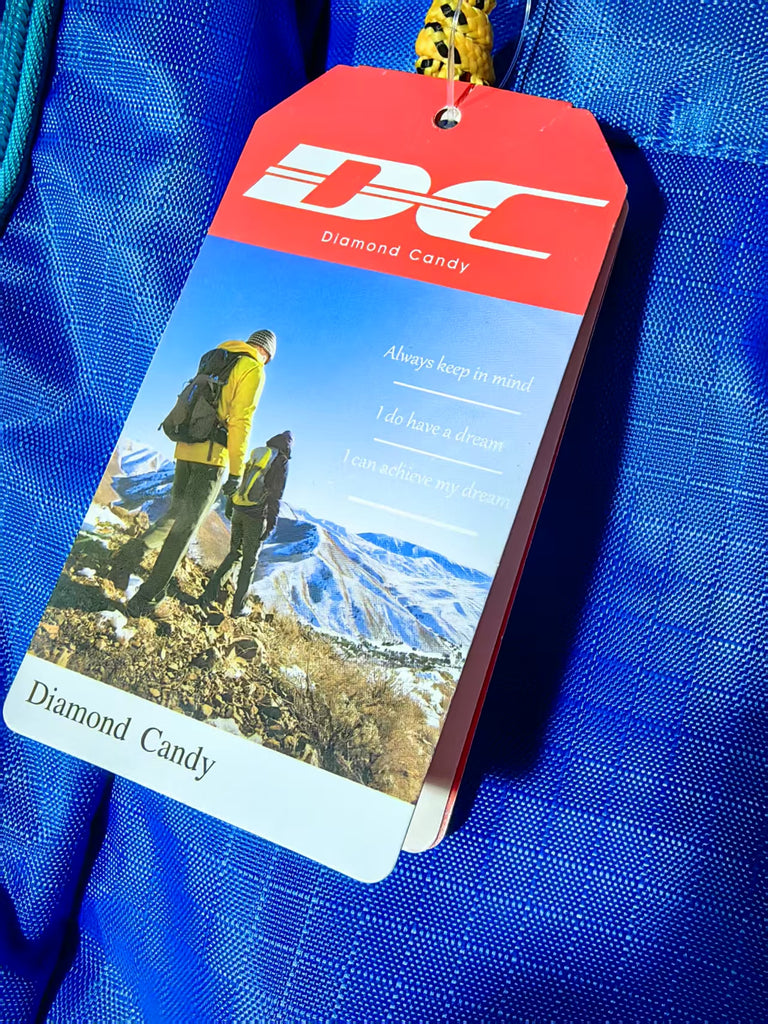 DC
Diamond Candy
Always keep in mind
I do have a dream
I can achieve my dream
Diamond Candy